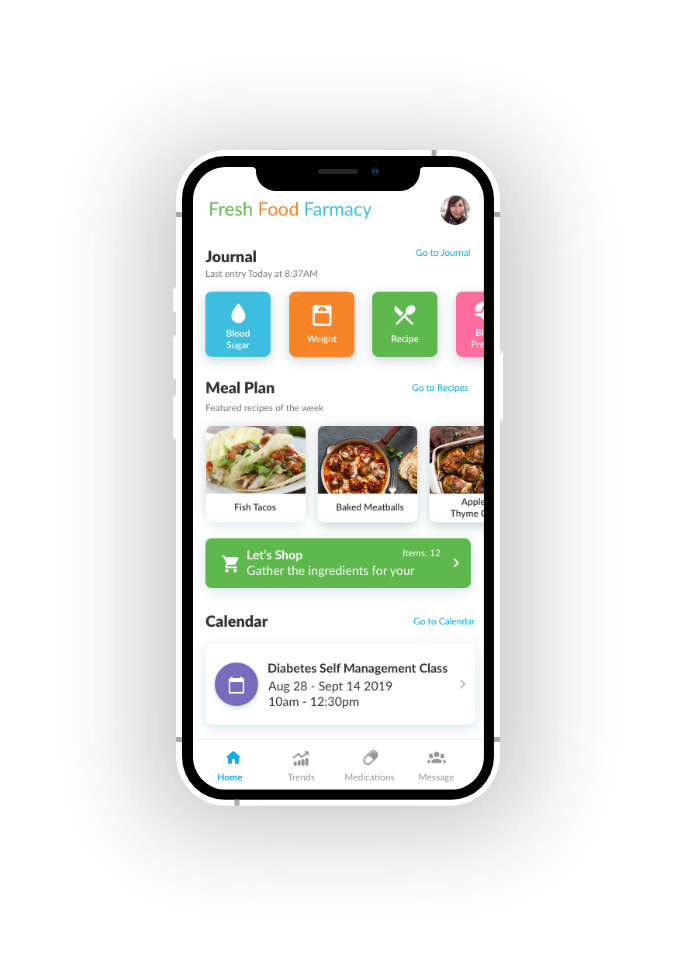 Fresh Food Farmacy
Journal
Go to Journal
Last entry Today at 8:37AM
Blood
Sugar
Weight
Recipe
Bl
Pre
Meal Plan
Go to Recipes
Featured recipes of the week
Fish Tacos
Baked Meatballs
Apple
Thyme
Let's Shop
Items: 12
Gather the ingredients for your
Calendar
Go to Calendar
Diabetes Self Management Class
Aug 28 - Sept 14 2019
10am - 12:30pm
Home
Trends
Medications
Message